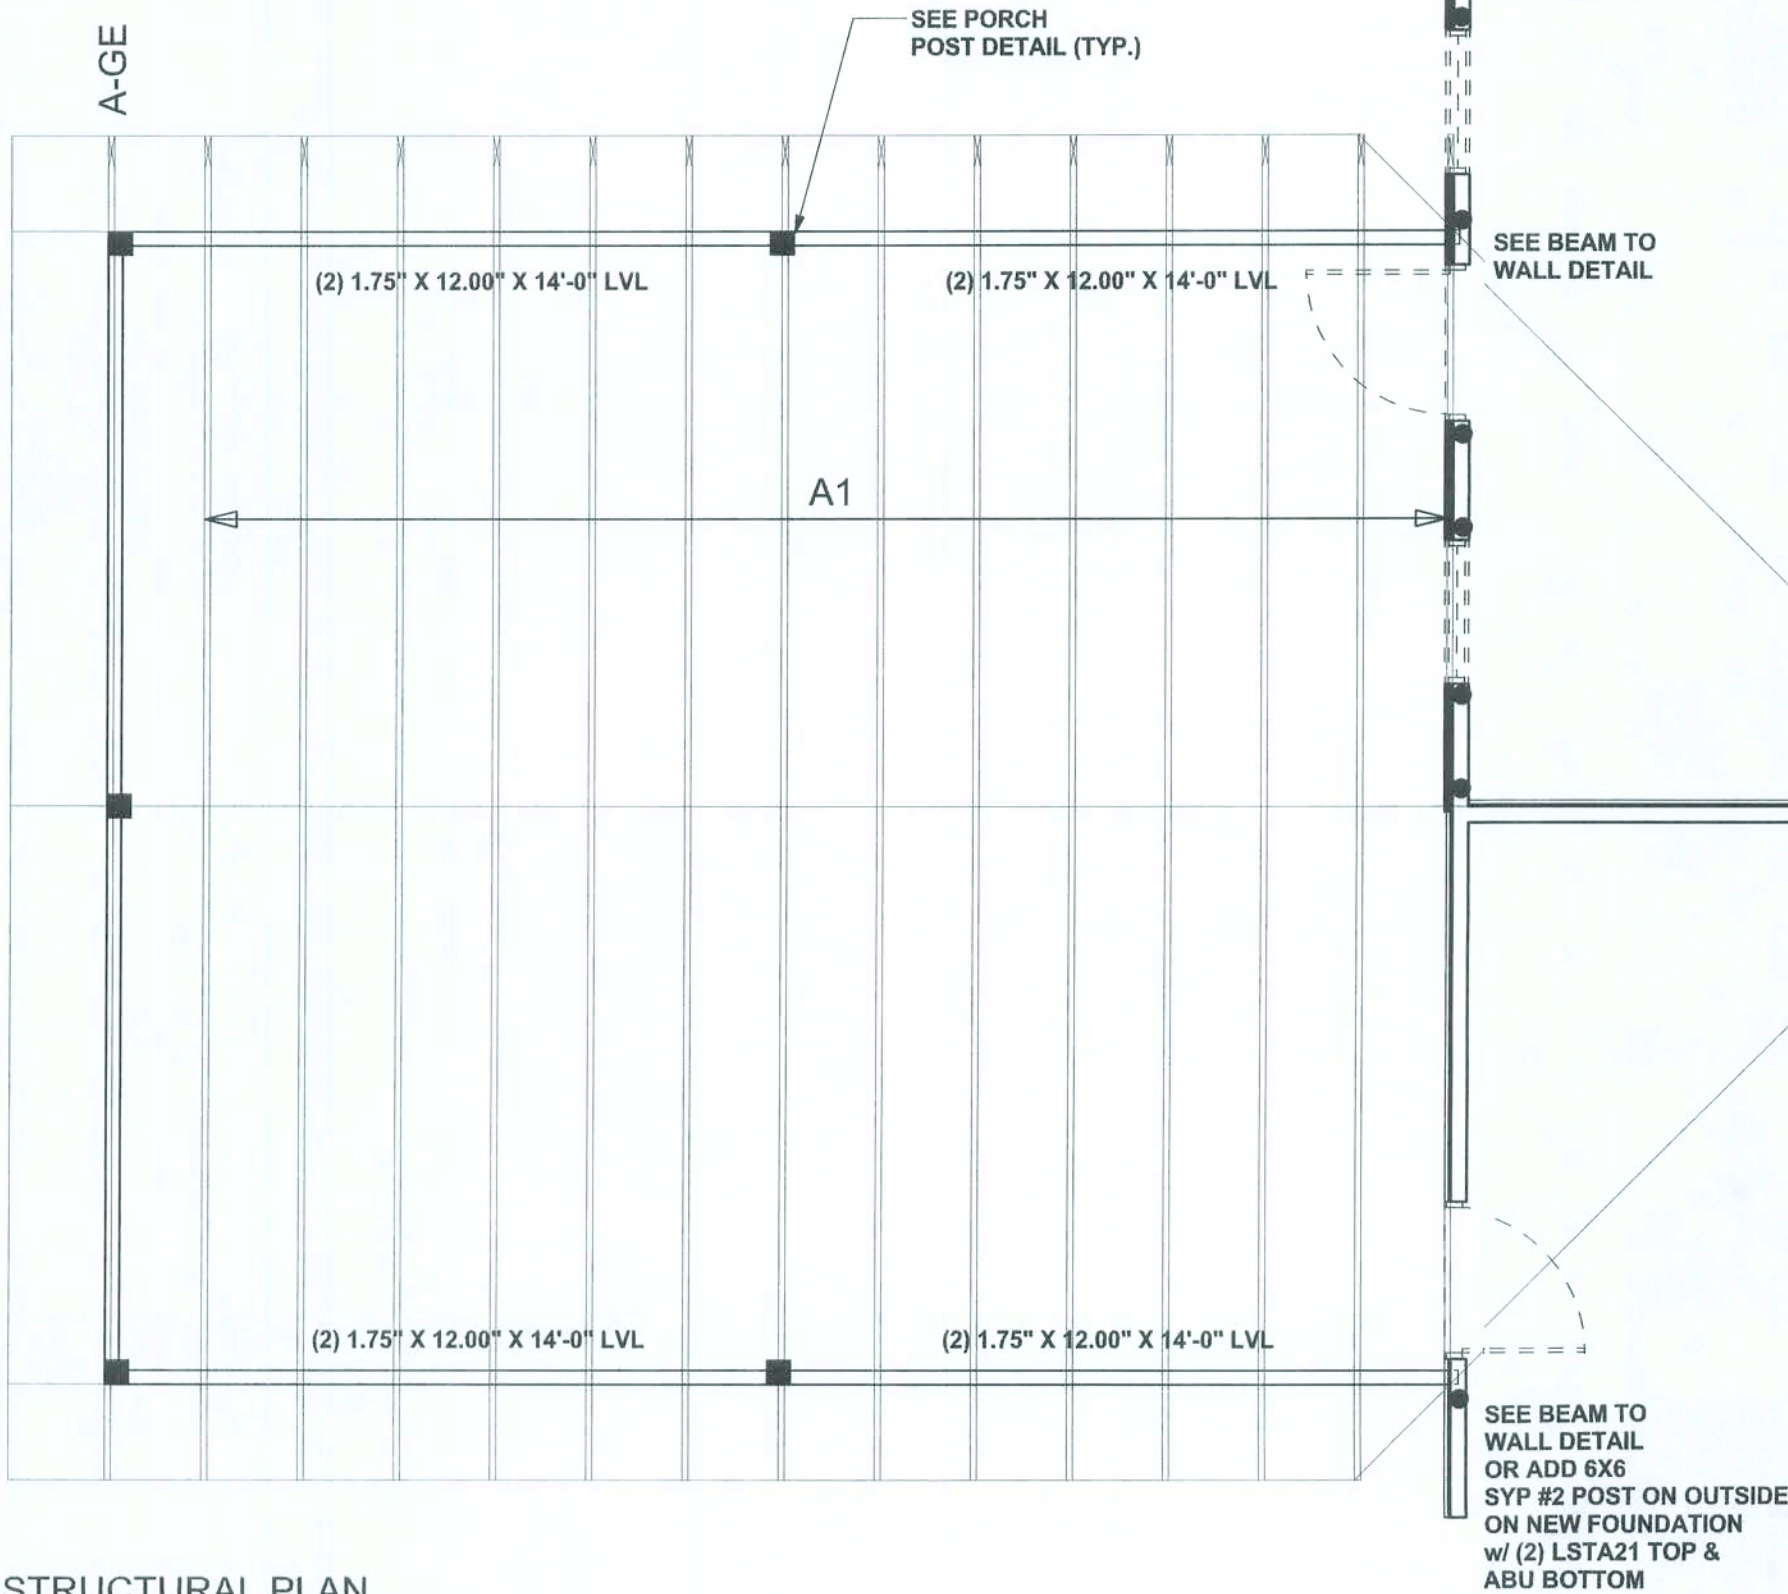 A-GE
SEE PORCH
POST DETAIL (TYP.)
SEE BEAM TO
WALL DETAIL
(2) 1.75" X 12.00" X 14'-0" LVL
(2) 1.75" X 12.00" X 14'-0" LVL
A1
(2) 1.75" X 12.00" X 14'-0" LVL
(2) 1.75" X 12.00" X 14'-0" LVL
SEE BEAM TO
WALL DETAIL
OR ADD 6X6
SYP #2 POST ON OUTSIDE
ON NEW FOUNDATION
w/ (2) LSTA21 TOP &
ABU BOTTOM
STRUCTURAL PLAN